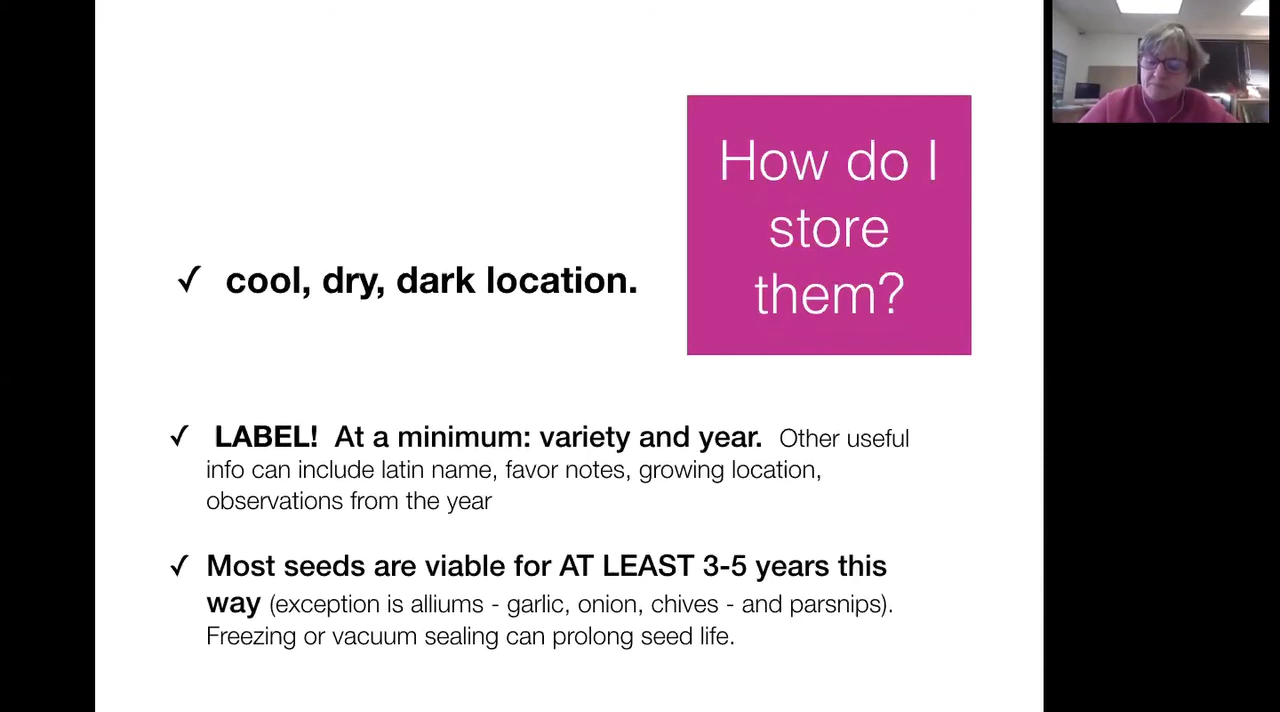 How do I
store
them?
✓ cool, dry, dark location.
✓ LABEL! At a minimum: variety and year. Other useful
info can include latin name, favor notes, growing location,
observations from the year
✓ Most seeds are viable for AT LEAST 3-5 years this
way (exception is alliums - garlic, onion, chives - and parsnips).
Freezing or vacuum sealing can prolong seed life.